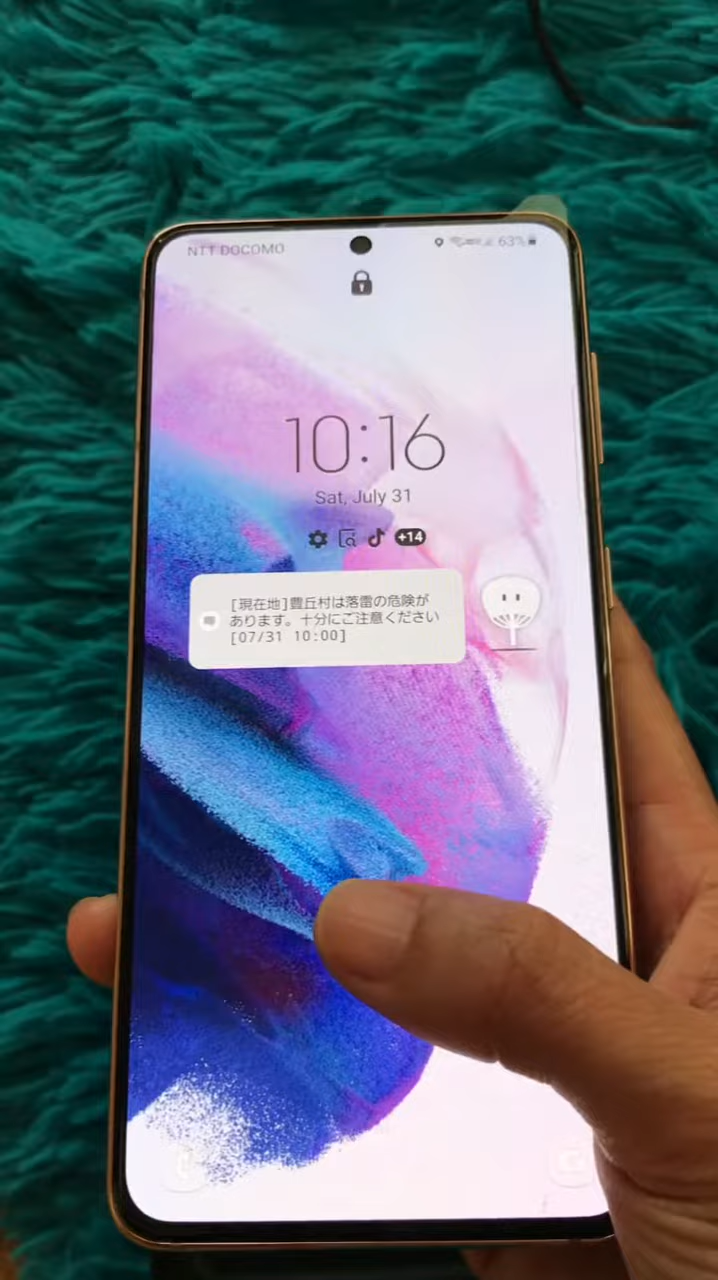 NTT DOCOMO
63%
10:16
Sat, July 31
+14
[現在地]豊丘村は落雷の危険が
あります。十分にご注意ください
[07/31 10:00]